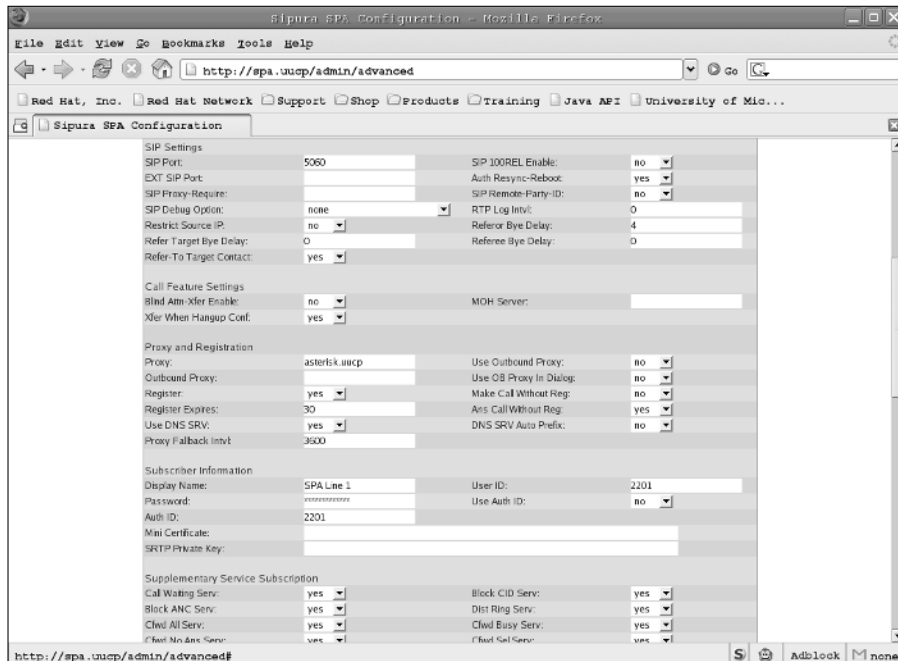 Sipura SPA Configuration - Mozilla Firefox
File Edit View Go Bookmarks Tools Help
http://spa.uucp/admin/advanced Go
Red Hat, Inc. Red Hat Network Support Shop Products Training Java API University of Mic...
Sipura SPA Configuration
SIP Settings
SIP Port: 5060 SIP 100REL Enable: no
EXT SIP Port: Auth Resync-Reboot: yes
SIP Proxy-Require: SIP Remote-Party-ID: no
SIP Debug Option: none RTP Log Intvl: 0
Restrict Source IP: no Referor Bye Delay: 4
Refer Target Bye Delay: 0 Referee Bye Delay: 0
Refer-To Target Contact: yes
Call Feature Settings
Blind Attn-Xfer Enable: no MOH Server:
Xfer When Hangup Conf: yes
Proxy and Registration
Proxy: asterisk.uucp Use Outbound Proxy: no
Outbound Proxy: Use OB Proxy In Dialog: no
Register: yes Make Call Without Reg: no
Register Expires: 30 Ans Call Without Reg: yes
Use DNS SRV: yes DNS SRV Auto Prefix: no
Proxy Fallback Intvl: 3600
Subscriber Information
Display Name: SPA Line 1 User ID: 2201
Password: ************ Use Auth ID: no
Auth ID: 2201
Mini Certificate:
SRTP Private Key:
Supplementary Service Subscription
Call Waiting Serv: yes Block CID Serv: yes
Block ANC Serv: yes Dist Ring Serv: yes
Cfwd All Serv: yes Cfwd Busy Serv: yes
Cfwd No Ans Serv: yes Cfwd Sel Serv: yes
http://spa.uucp/admin/advanced# Adblock none